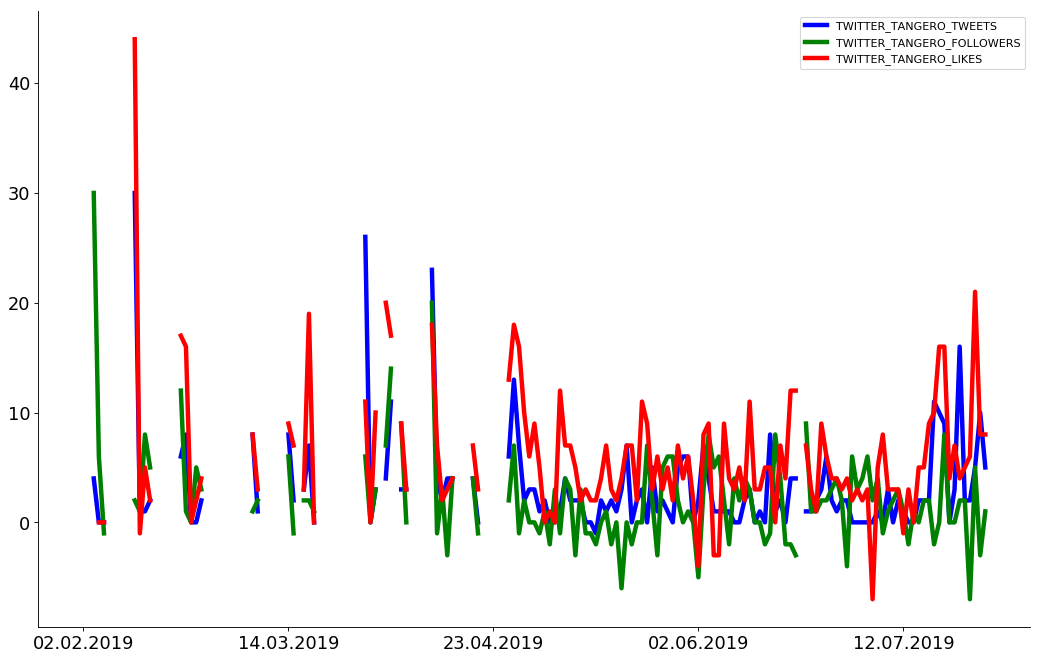 TWITTER_TANGERO_TWEETS
TWITTER_TANGERO_FOLLOWERS
TWITTER_TANGERO_LIKES
40
30
20
10
0
02.02.2019 14.03.2019 23.04.2019 02.06.2019 12.07.2019